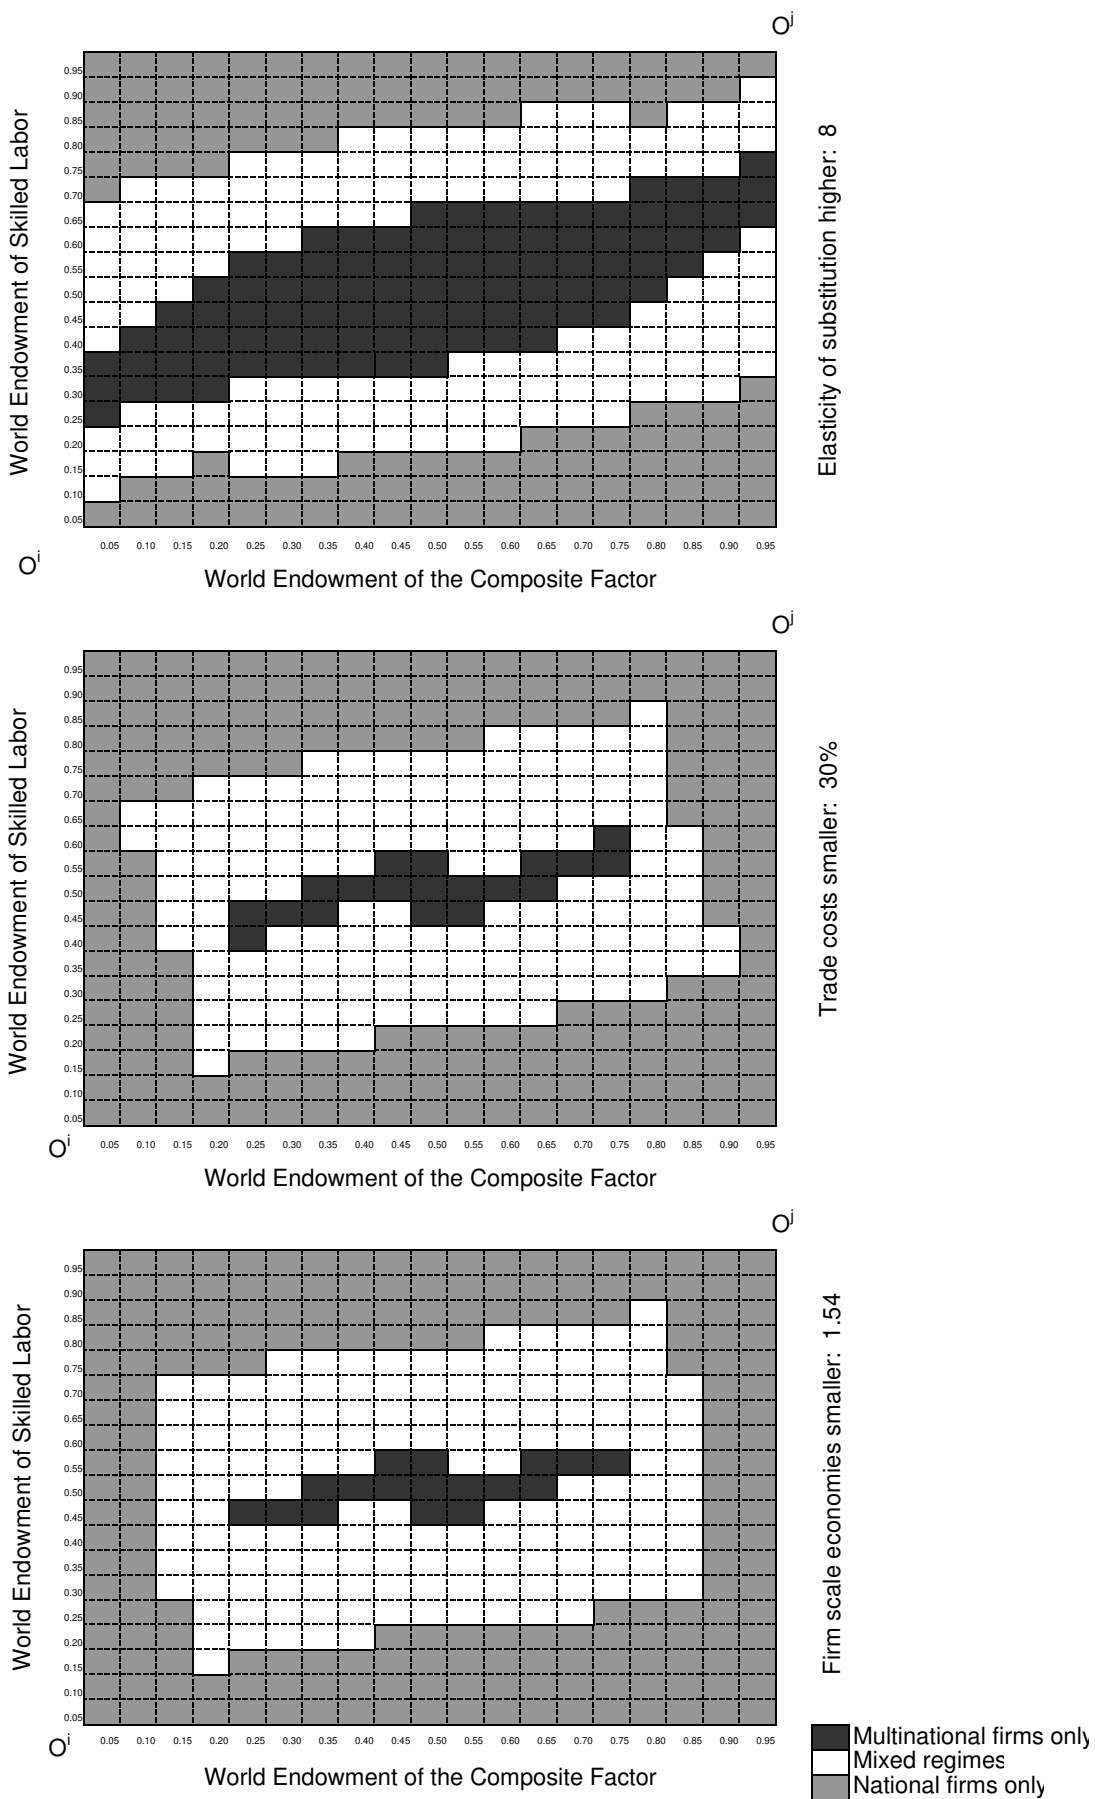 Oj
0.95
0.90
0.85
0.80
0.75
0.70
0.65
0.60
0.55
0.50
0.45
0.40
0.35
0.30
0.25
0.20
0.15
0.10
0.05
World Endowment of Skilled Labor
Elasticity of substitution higher: 8
0.05 0.10 0.15 0.20 0.25 0.30 0.35 0.40 0.45 0.50 0.60 0.65 0.70 0.75 0.80 0.85 0.90 0.95
Oi
World Endowment of the Composite Factor
Oj
0.95
0.90
0.85
0.80
0.75
0.70
0.65
0.60
0.55
0.50
0.45
0.40
0.35
0.30
0.25
0.20
0.15
0.10
0.05
World Endowment of Skilled Labor
Trade costs smaller: 30%
Oi
0.05 0.10 0.15 0.20 0.25 0.30 0.35 0.40 0.45 0.50 0.60 0.65 0.70 0.75 0.80 0.85 0.90 0.95
World Endowment of the Composite Factor
Oj
0.95
0.90
0.85
0.80
0.75
0.70
0.65
0.60
0.55
0.50
0.45
0.40
0.35
0.30
0.25
0.20
0.15
0.10
0.05
World Endowment of Skilled Labor
Firm scale economies smaller: 1.54
Oi
0.05 0.10 0.15 0.20 0.25 0.30 0.35 0.40 0.45 0.50 0.60 0.65 0.70 0.75 0.80 0.85 0.90 0.95
World Endowment of the Composite Factor
Multinational firms only
Mixed regimes
National firms only